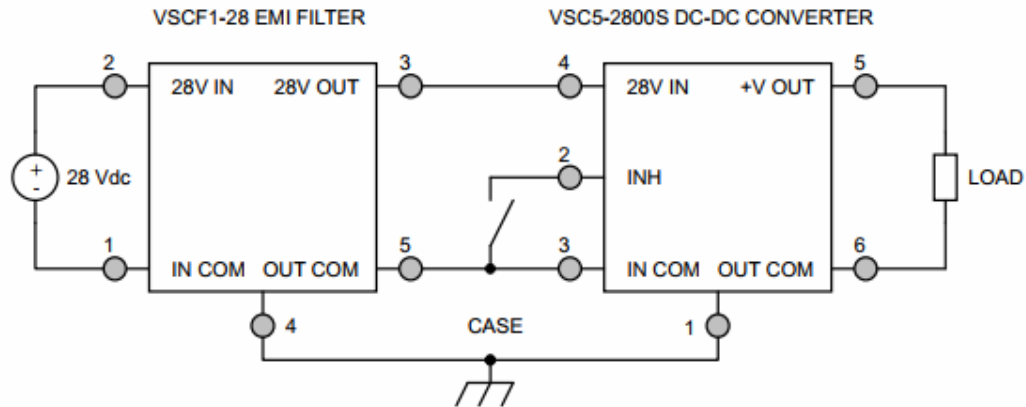 VSCF1-28 EMI FILTER
VSC5-2800S DC-DC CONVERTER
2
3
4
5
28V IN
28V OUT
28V IN
+V OUT
2
+
-
28 Vdc
INH
LOAD
1
5
3
6
IN COM
OUT COM
IN COM
OUT COM
4
CASE
1